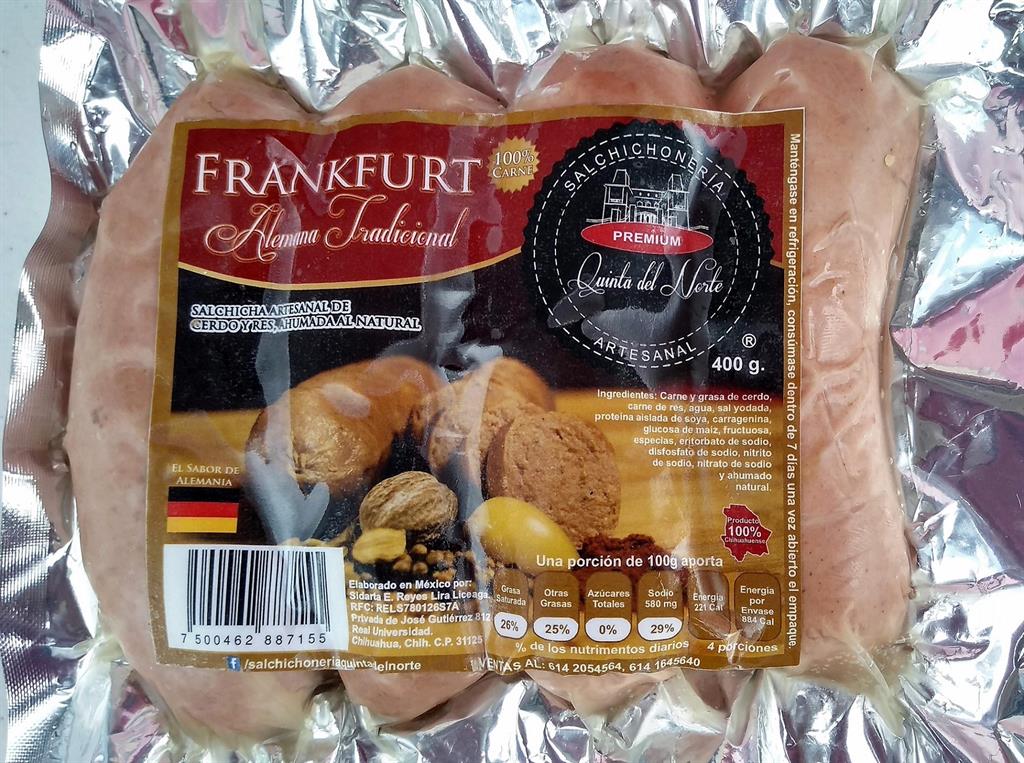 FRANKFURT
100%
CARNE
Alemana Tradicional
SALCHICHONERÍA
PREMIUM
Quinta del Norte
ARTESANAL
®
400 g.
SALCHICHA ARTESANAL DE
CERDO Y RES, AHUMADA AL NATURAL
Ingredientes: Carne y grasa de cerdo,
carne de res, agua, sal yodada,
proteina aislada de soya, carragenina,
glucosa de maiz, fructuosa,
especias, eritorbato de sodio,
disfosfato de sodio, nitrito
de sodio, nitrato de sodio
y ahumado
natural.
Manténgase en refrigeración, consúmase dentro de 7 días una vez abierto el empaque.
EL SABOR DE
ALEMANIA
Producto
100%
Chihuahuense
7 500462 887155
Elaborado en México por:
Sidarta E. Reyes Lira Liceaga.
RFC: RELS780126S7A
Privada de José Gutiérrez 812
Real Universidad.
Chihuahua, Chih. C.P. 31125
Una porción de 100g aporta
Grasa
Saturada
26%
Otras
Grasas
25%
Azúcares
Totales
0%
Sodio
580 mg
29%
Energia
221 Cal
Energia
por
Envase
884 Cal
% de los nutrimentos diarios
4 porciones
f /salchichoneriaquintadelnorte
VENTAS AL: 614 2054564, 614 1645640